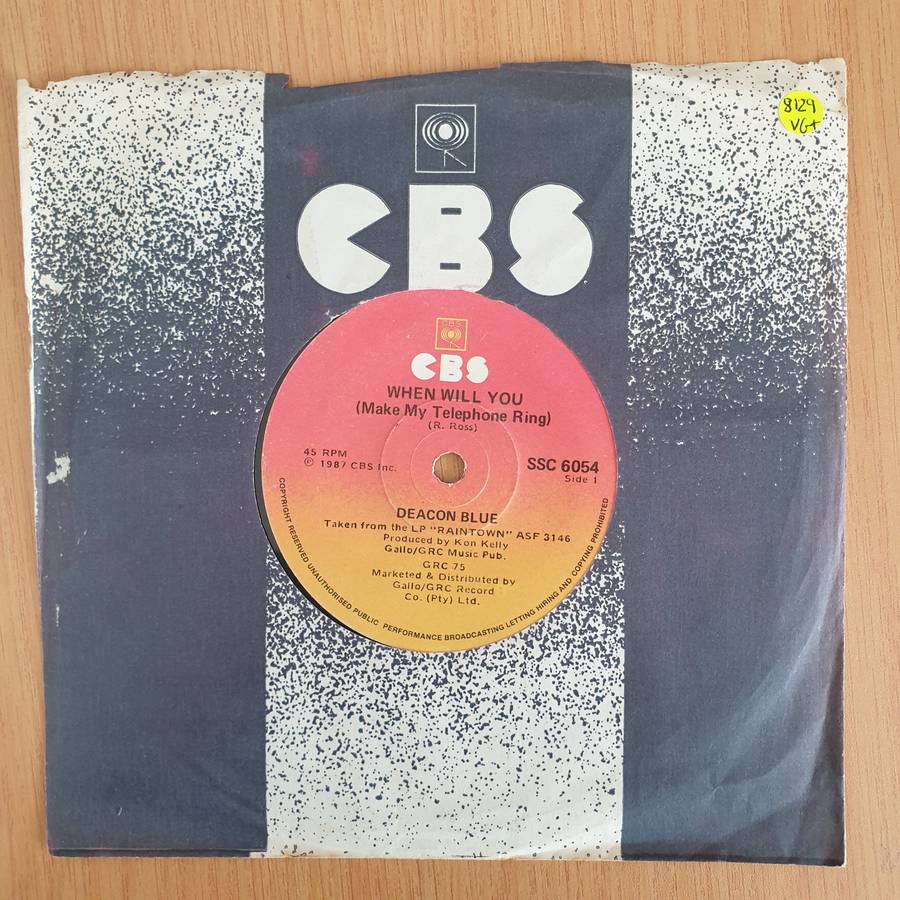 8129
VG+
CBS
CBS
CBS
WHEN WILL YOU
(Make My Telephone Ring)
(R. Ross)
45 RPM
℗ 1987 CBS Inc.
SSC 6054
Side 1
DEACON BLUE
Taken from the LP "RAINTOWN" ASF 3146
Produced by Kon Kelly
Gallo/GRC Music Pub.
GRC 75
Marketed & Distributed by
Gallo/GRC Record
Co. (Pty) Ltd.
COPYRIGHT RESERVED UNAUTHORISED PUBLIC PERFORMANCE BROADCASTING LETTING HIRING AND COPYING PROHIBITED